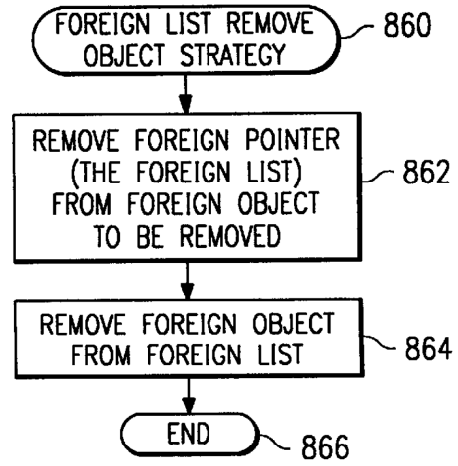 FOREIGN LIST REMOVE
OBJECT STRATEGY
860
REMOVE FOREIGN POINTER
(THE FOREIGN LIST)
FROM FOREIGN OBJECT
TO BE REMOVED
862
REMOVE FOREIGN OBJECT
FROM FOREIGN LIST
864
END
866